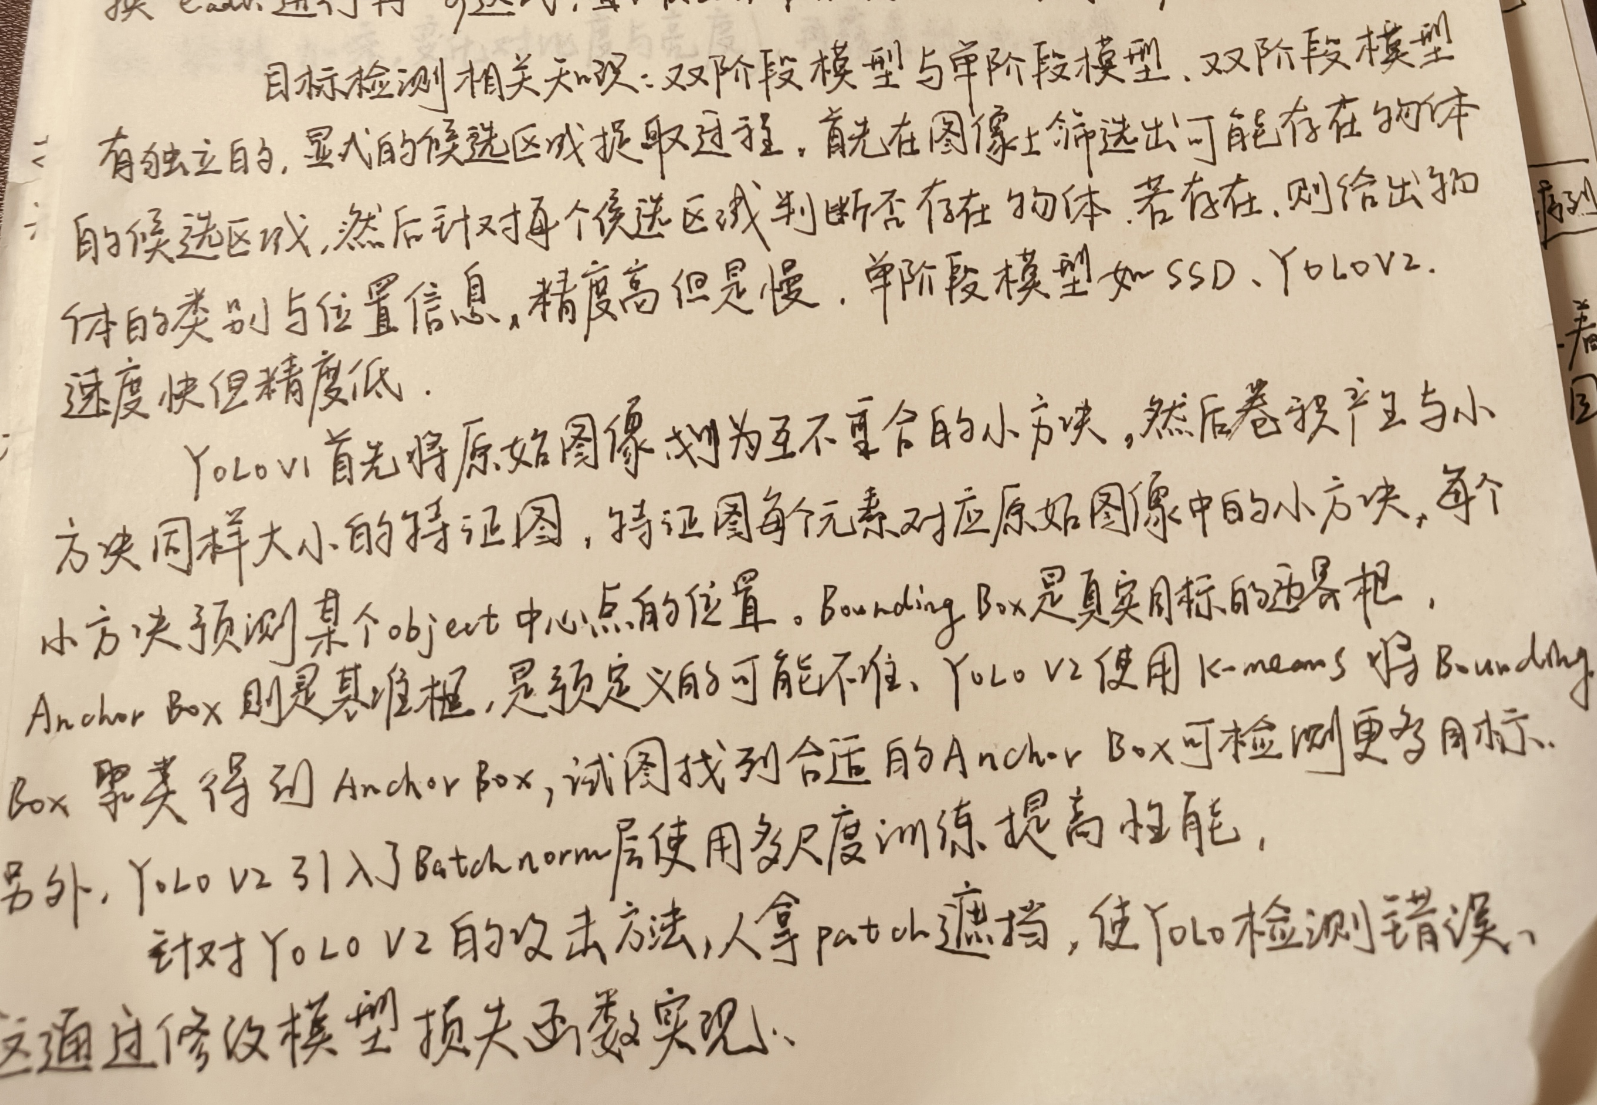 目标检测相关知识：双阶段模型与单阶段模型、双阶段模型
有独立的，显式的候选区域提取过程。首先在图像上筛选出可能存在物体
的候选区域，然后针对每个候选区域判断否存在物体，若存在，则给出物
体的类别与位置信息，精度高但是慢．单阶段模型如SSD、YOLOV2．
速度快但精度低．
YOLOV1首先将原始图像划为互不重合的小方块，然后卷积产生与小
方块同样大小的特征图，特征图每个元素对应原始图像中的小方块，每个
小方块预测某个object中心点的位置。Bounding Box是真实目标的边界框，
Anchor Box则是基准框，是预定义的可能不准、YOLO V2使用K-means将Bounding
Box聚类得到Anchor Box，试图找到合适的Anchor Box可检测更多目标．
另外，YOLO V2引入了Batchnorm层使用多尺度训练提高性能，
针对YOLO V2的攻击方法，人拿patch遮挡，使YOLO检测错误、
这通过修改模型损失函数实现、
序列